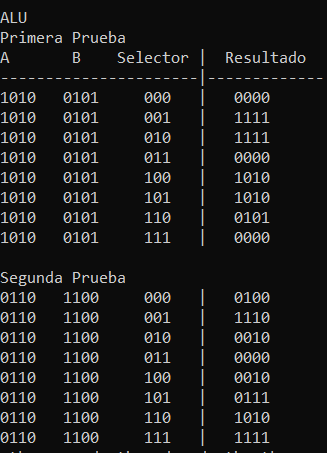 ALU
Primera Prueba
A      B    Selector |  Resultado
----------------------|-------------
1010   0101     000   |   0000
1010   0101     001   |   1111
1010   0101     010   |   1111
1010   0101     011   |   0000
1010   0101     100   |   1010
1010   0101     101   |   1010
1010   0101     110   |   0101
1010   0101     111   |   0000
Segunda Prueba
0110   1100     000   |   0100
0110   1100     001   |   1110
0110   1100     010   |   0010
0110   1100     011   |   0000
0110   1100     100   |   0010
0110   1100     101   |   0111
0110   1100     110   |   1010
0110   1100     111   |   1111